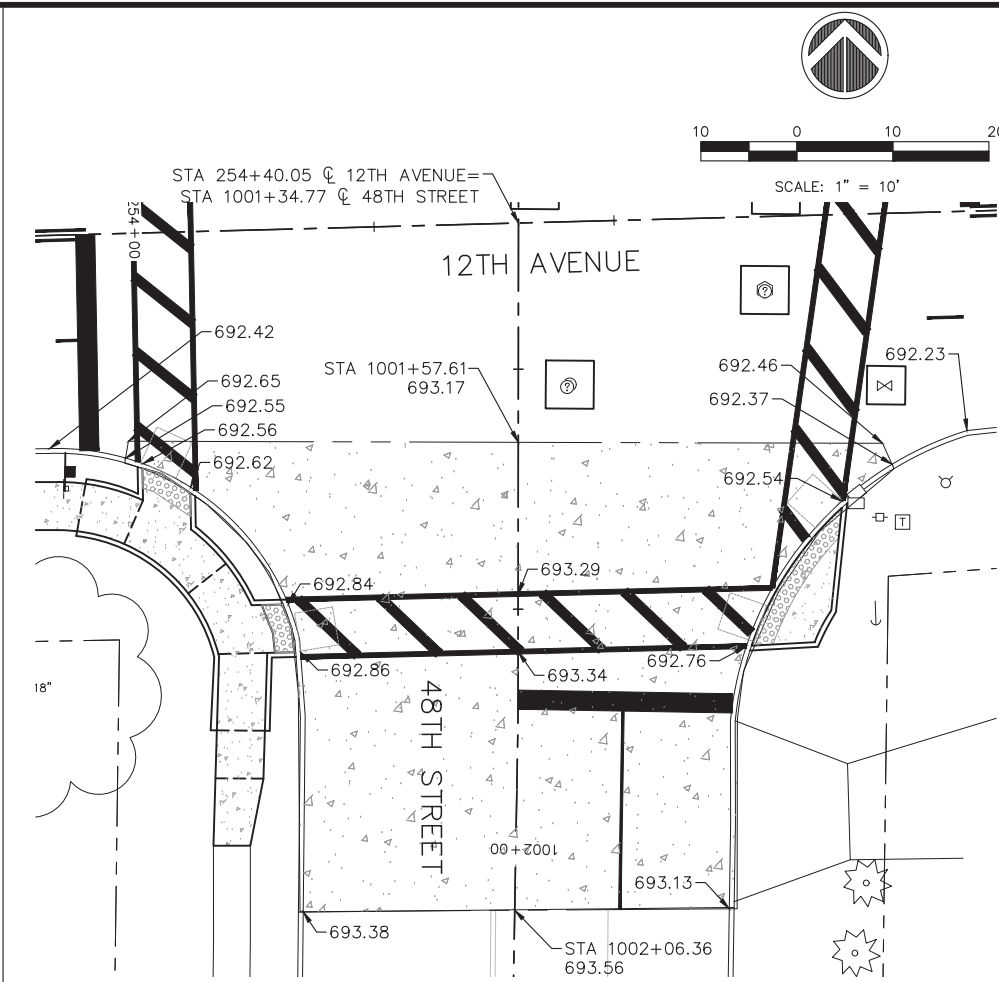 10 0 10 20
SCALE: 1" = 10'
STA 254+40.05 ℄ 12TH AVENUE=
STA 1001+34.77 ℄ 48TH STREET
254+00
12TH AVENUE
692.42
STA 1001+57.61
693.17
692.46
692.23
692.65
692.37
692.55
692.56
692.62
692.54
693.29
692.84
692.86
693.34
692.76
18"
48TH STREET
1002+00
693.13
693.38
STA 1002+06.36
693.56
?
?
T